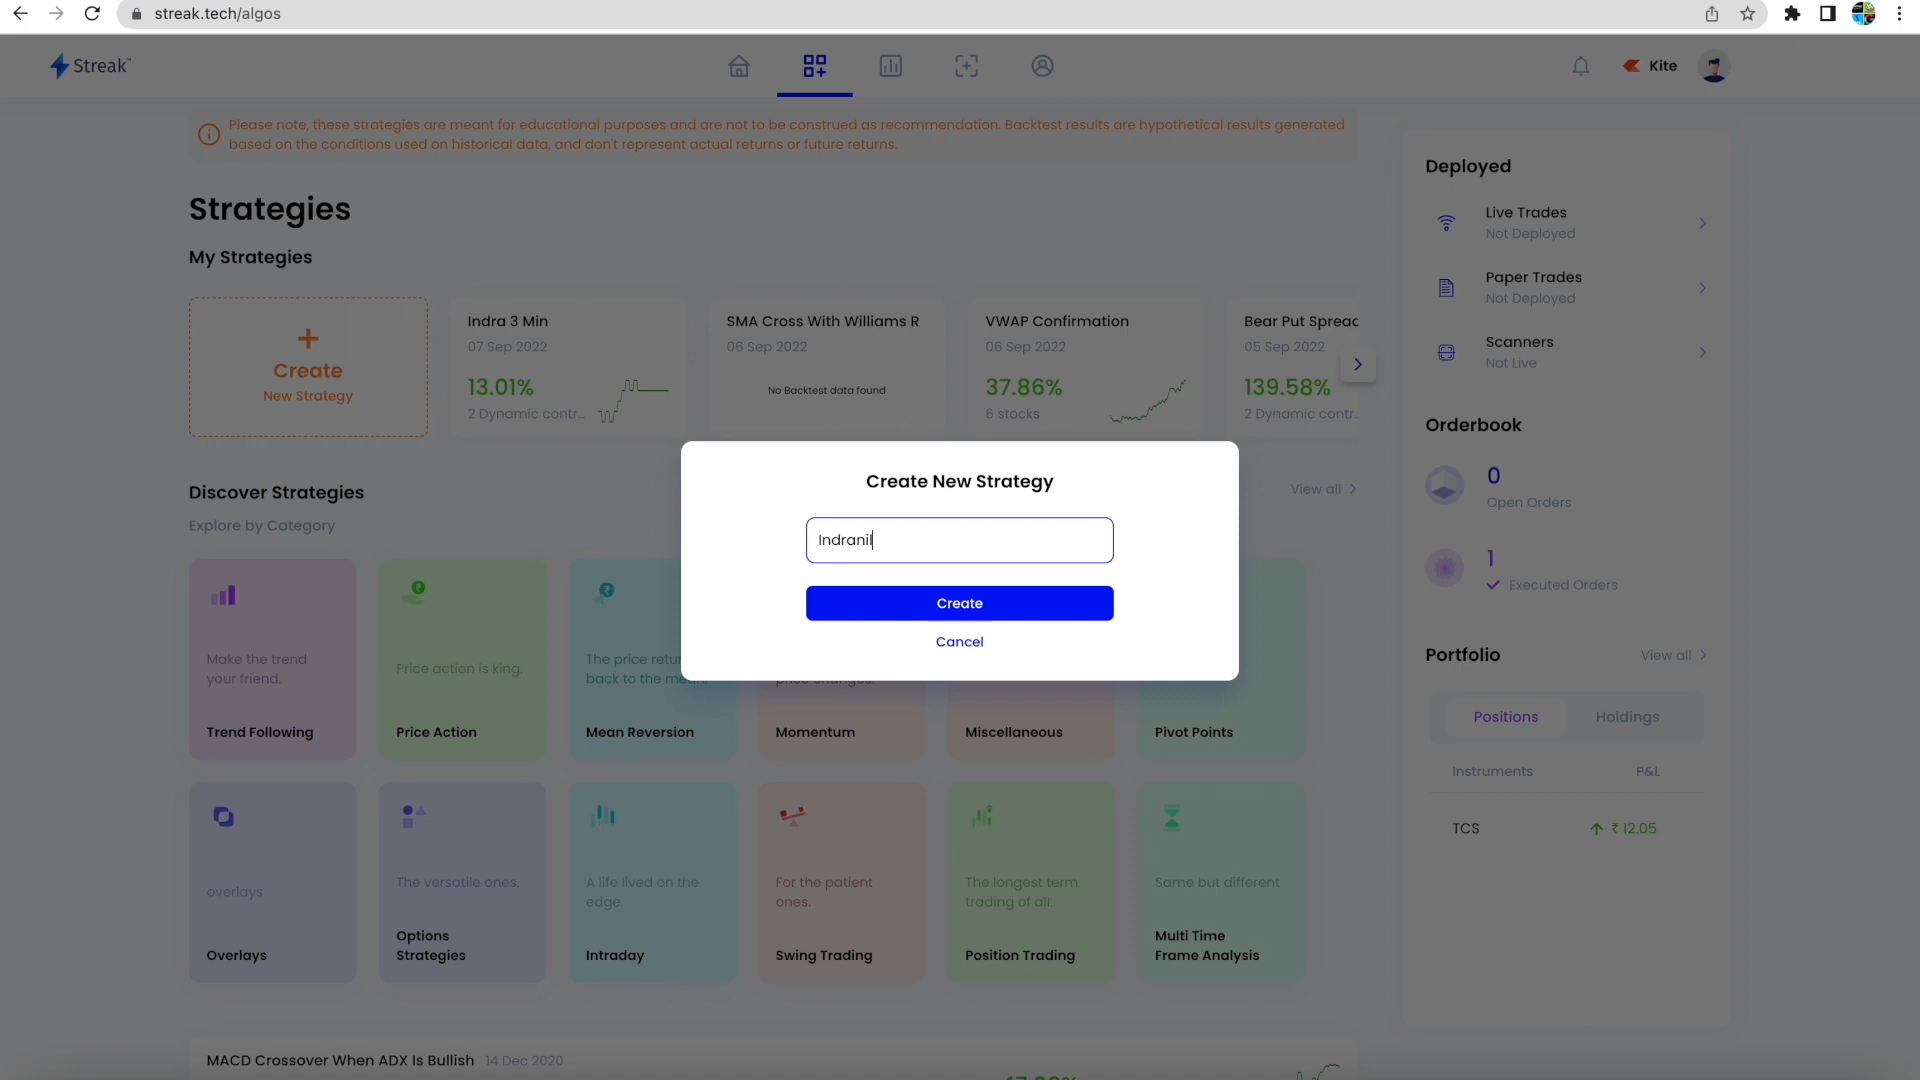 streak.tech/algos
Streak™
Kite
Please note, these strategies are meant for educational purposes and are not to be construed as recommendation. Backtest results are hypothetical results generated
based on the conditions used on historical data, and don't represent actual returns or future returns.
Strategies
My Strategies
Create
New Strategy
Indra 3 Min
07 Sep 2022
13.01%
2 Dynamic contr...
SMA Cross With Williams R
06 Sep 2022
No Backtest data found
VWAP Confirmation
06 Sep 2022
37.86%
6 stocks
Bear Put Spread
05 Sep 2022
139.58%
2 Dynamic contr..
Discover Strategies
View all
Explore by Category
Create New Strategy
Indranil
Create
Cancel
Make the trend
your friend.
Trend Following
Price action is king.
Price Action
The price retu
back to the mean.
Mean Reversion
price changes.
Momentum
Miscellaneous
Pivot Points
overlays
Overlays
The versatile ones.
Options
Strategies
A life lived on the
edge.
Intraday
For the patient
ones.
Swing Trading
The longest term
trading of all.
Position Trading
Same but different
Multi Time
Frame Analysis
MACD Crossover When ADX Is Bullish 14 Dec 2020
Deployed
Live Trades
Not Deployed
Paper Trades
Not Deployed
Scanners
Not Live
Orderbook
0
Open Orders
1
Executed Orders
Portfolio
View all
Positions Holdings
Instruments P&L
TCS ₹ 12.05